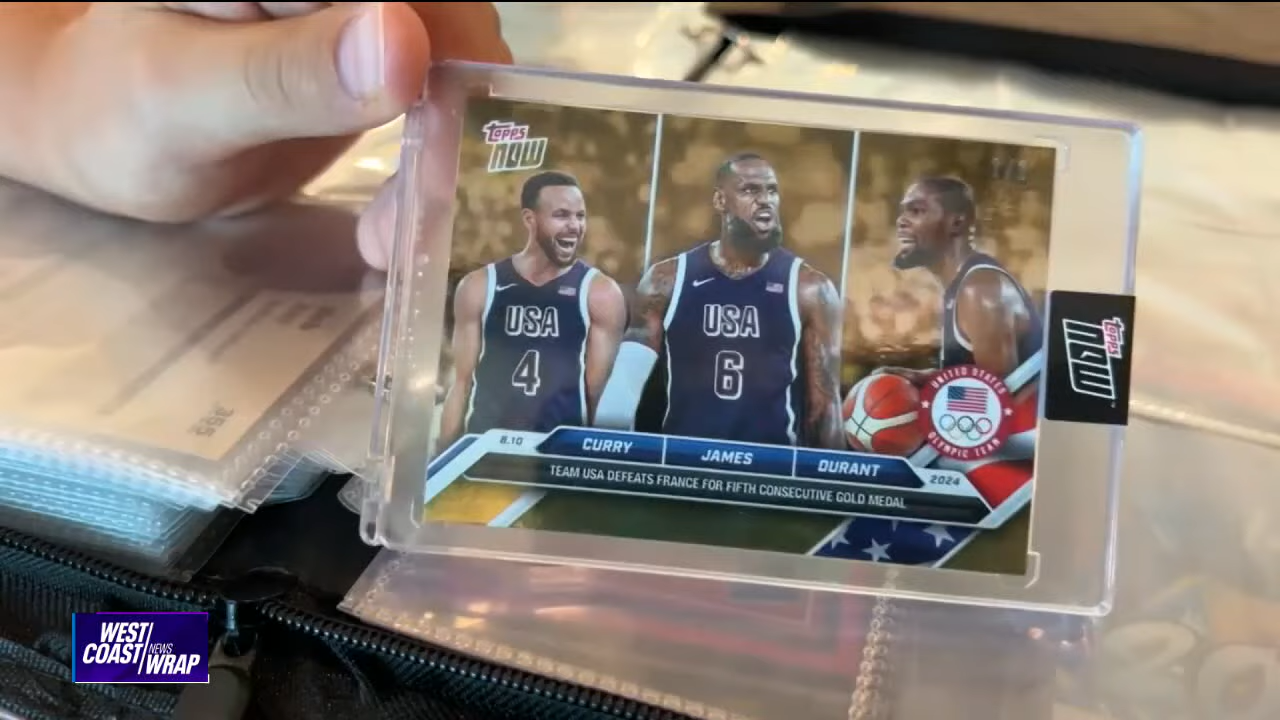 topps
now
USA
4
USA
6
UNITED STATES
OLYMPIC TEAM
topps
now
8.10
CURRY
JAMES
DURANT
2024
TEAM USA DEFEATS FRANCE FOR FIFTH CONSECUTIVE GOLD MEDAL
WEST
COAST
NEWS
WRAP